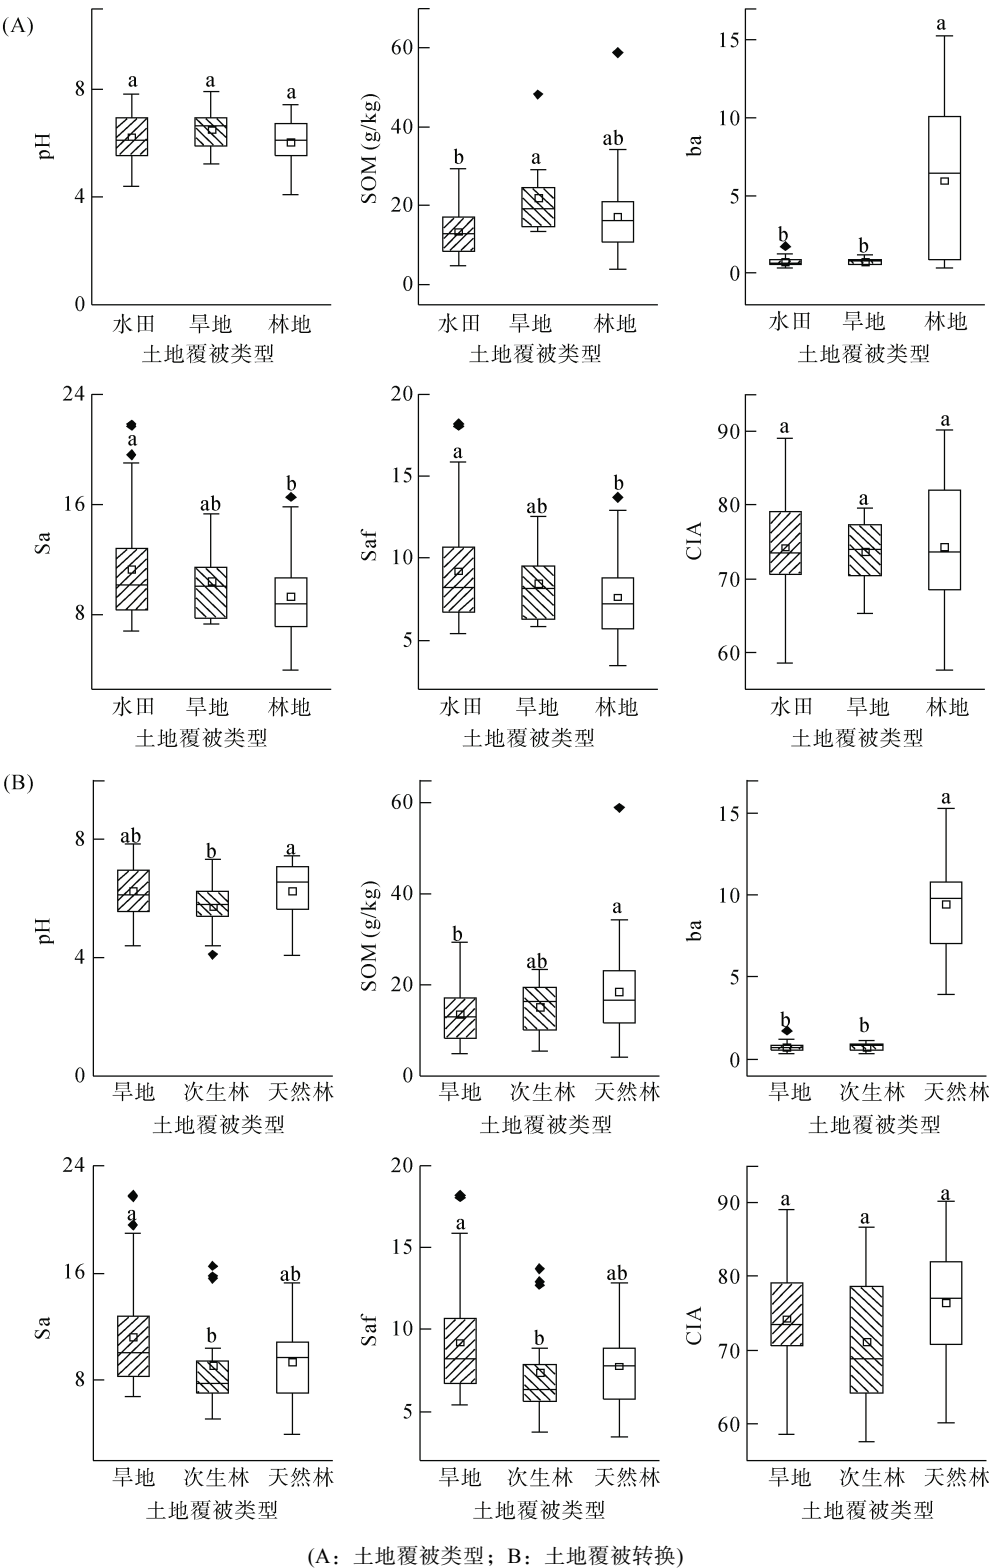 (A)
a
a
a
8
4
0
pH
水田
旱地
林地
土地覆被类型
b
a
ab
60
40
20
0
SOM (g/kg)
水田
旱地
林地
土地覆被类型
b
b
a
15
10
5
0
ba
水田
旱地
林地
土地覆被类型
a
ab
b
24
16
8
Sa
水田
旱地
林地
土地覆被类型
a
ab
b
20
15
10
5
Saf
水田
旱地
林地
土地覆被类型
a
a
a
90
80
70
60
CIA
水田
旱地
林地
土地覆被类型
(B)
ab
b
a
8
4
0
pH
旱地
次生林
天然林
土地覆被类型
b
ab
a
60
40
20
0
SOM (g/kg)
旱地
次生林
天然林
土地覆被类型
b
b
a
15
10
5
0
ba
旱地
次生林
天然林
土地覆被类型
a
b
ab
24
16
8
Sa
旱地
次生林
天然林
土地覆被类型
a
b
ab
20
15
10
5
Saf
旱地
次生林
天然林
土地覆被类型
a
a
a
90
80
70
60
CIA
旱地
次生林
天然林
土地覆被类型
(A：土地覆被类型；B：土地覆被转换)